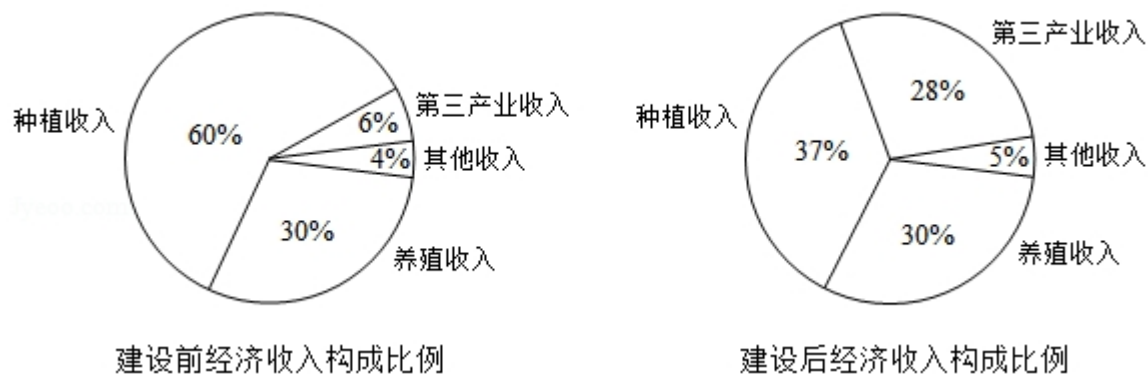 种植收入
60%
第三产业收入
6%
其他收入
4%
30%
养殖收入
建设前经济收入构成比例
第三产业收入
28%
种植收入
37%
其他收入
5%
30%
养殖收入
建设后经济收入构成比例